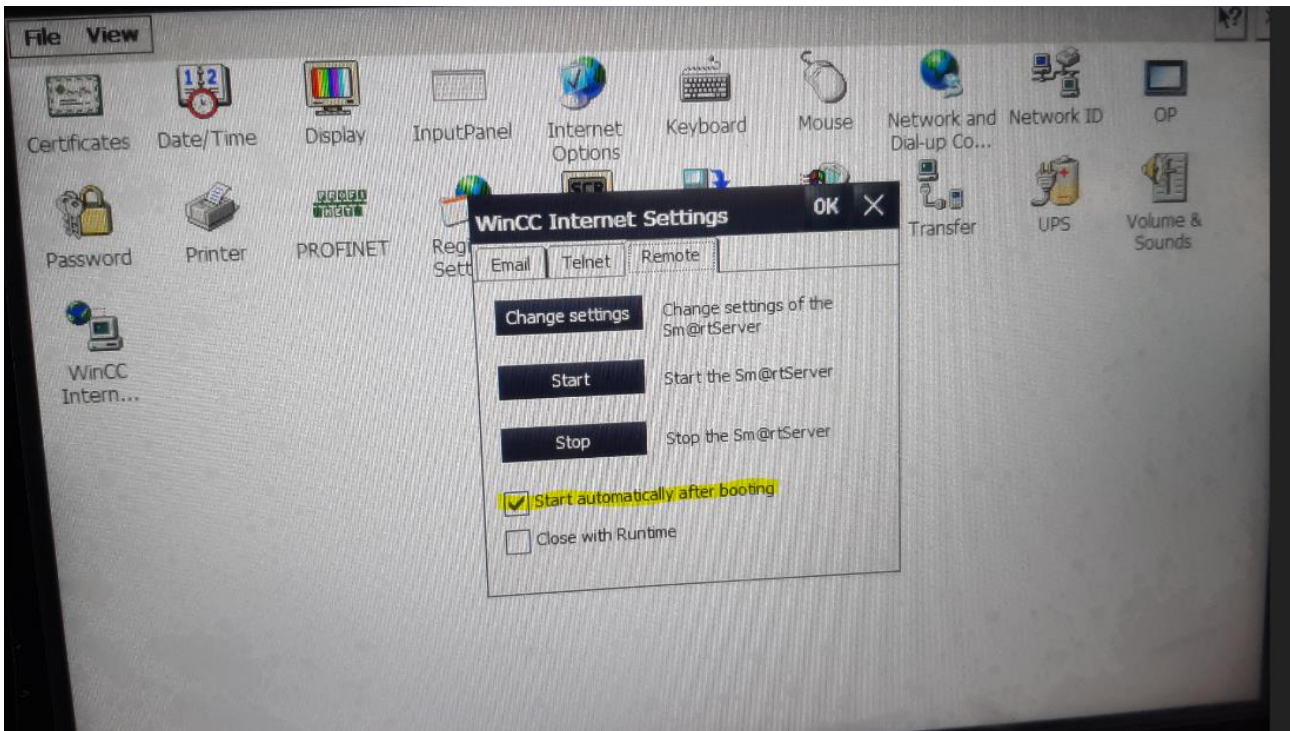 File View
Certificates
Date/Time
Display
InputPanel
Internet
Options
Keyboard
Mouse
Network and
Dial-up Co...
Network ID
OP
Password
Printer
PROFINET
Transfer
UPS
Volume &
Sounds
WinCC
Intern...
WinCC Internet Settings OK
Email Telnet Remote
Change settings
Change settings of the
Sm@rtServer
Start
Start the Sm@rtServer
Stop
Stop the Sm@rtServer
Start automatically after booting
Close with Runtime